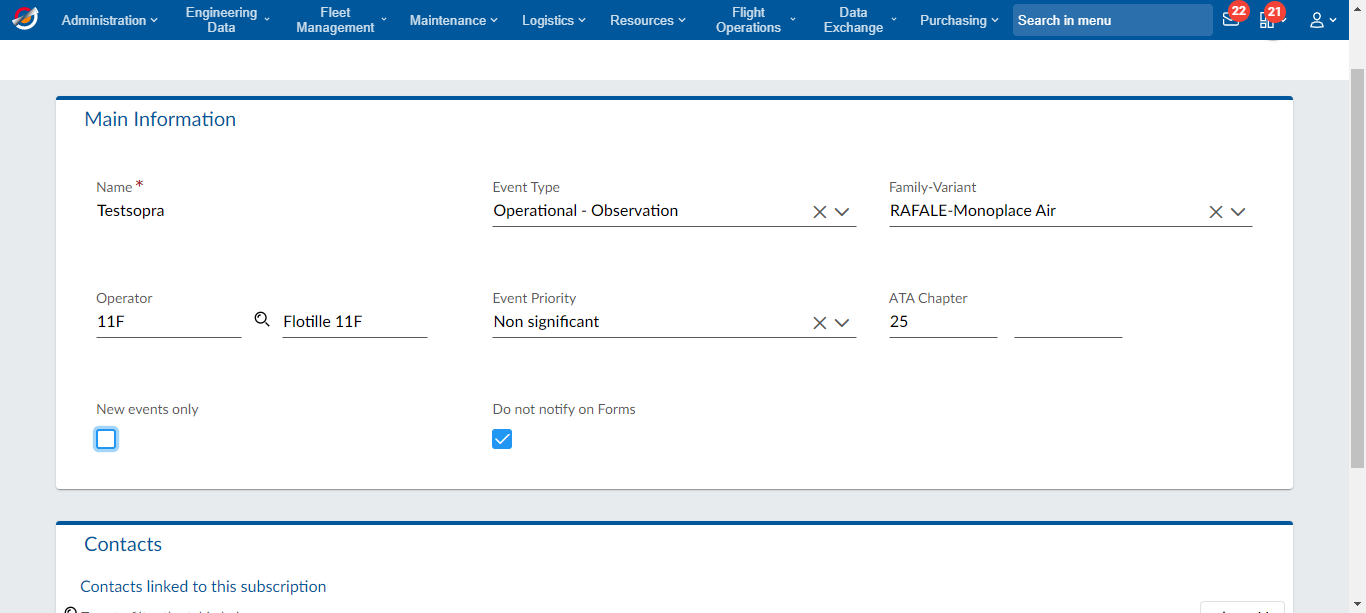 Administration
Engineering Data
Fleet Management
Maintenance
Logistics
Resources
Flight Operations
Data Exchange
Purchasing
Search in menu
22
21
Main Information
Name *
Testsopra
Event Type
Operational - Observation
Family-Variant
RAFALE-Monoplace Air
Operator
11F
Flotille 11F
Event Priority
Non significant
ATA Chapter
25
New events only
Do not notify on Forms
Contacts
Contacts linked to this subscription